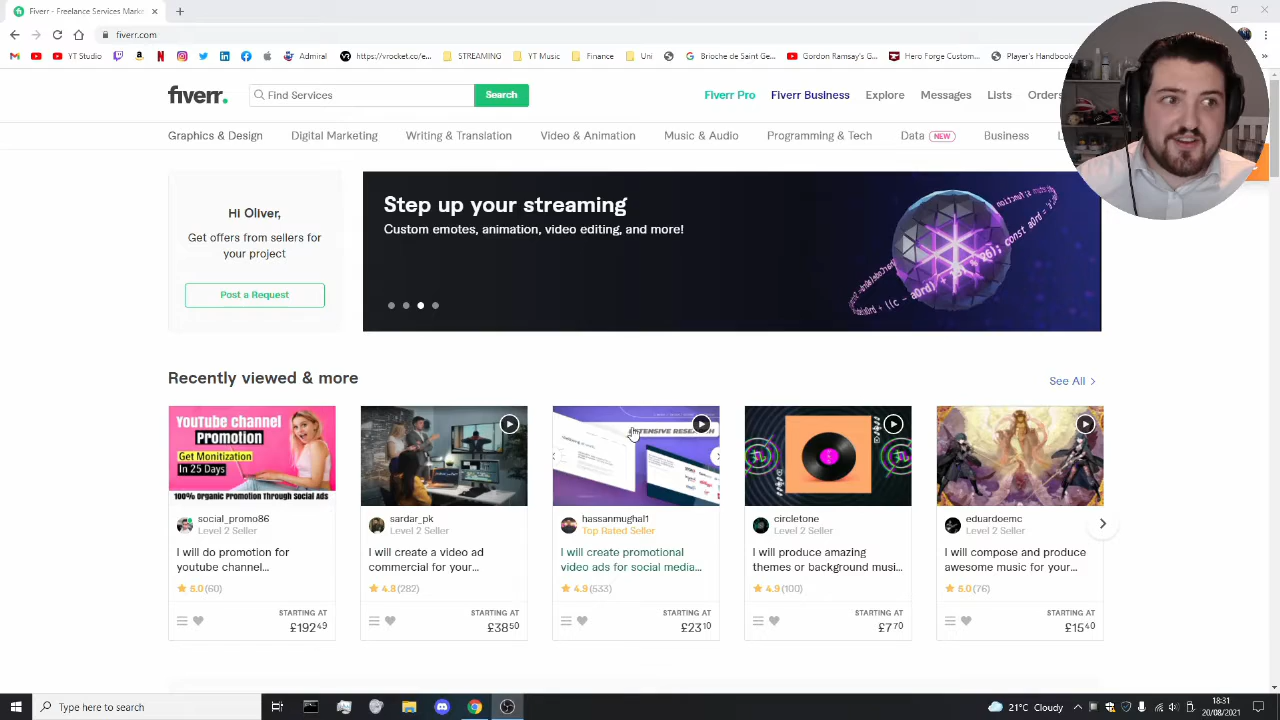 Fiverr - Freelance Services Marke
fiverr.com
Gmail
YT Studio
Admiral
https://vrocket.co/e...
STREAMING
YT Music
Finance
Uni
Brioche de Saint Ge...
Gordon Ramsay's G...
Hero Forge Custom...
Player's Handbook
fiverr.
Find Services
Search
Fiverr Pro
Fiverr Business
Explore
Messages
Lists
Orders
Graphics & Design
Digital Marketing
Writing & Translation
Video & Animation
Music & Audio
Programming & Tech
Data NEW
Business
Hi Oliver,
Get offers from sellers for
your project
Post a Request
Step up your streaming
Custom emotes, animation, video editing, and more!
Recently viewed & more
See All
YouTube channel
Promotion
Get Monitization
In 25 Days
100% Organic Promotion Through Social Ads
social_promo86
Level 2 Seller
I will do promotion for
youtube channel...
5.0 (60)
STARTING AT
£192.49
sardar_pk
Level 2 Seller
I will create a video ad
commercial for your...
4.9 (282)
STARTING AT
£38.50
TENSIVE RESEARCH
hassanmughal1
Top Rated Seller
I will create promotional
video ads for social media...
4.9 (533)
STARTING AT
£23.10
circletone
Level 2 Seller
I will produce amazing
themes or background musi...
4.9 (100)
STARTING AT
£7.70
eduardoemc
Level 2 Seller
I will compose and produce
awesome music for your...
5.0 (76)
STARTING AT
£15.40
Type here to search
21°C Cloudy
18:31
20/08/2021